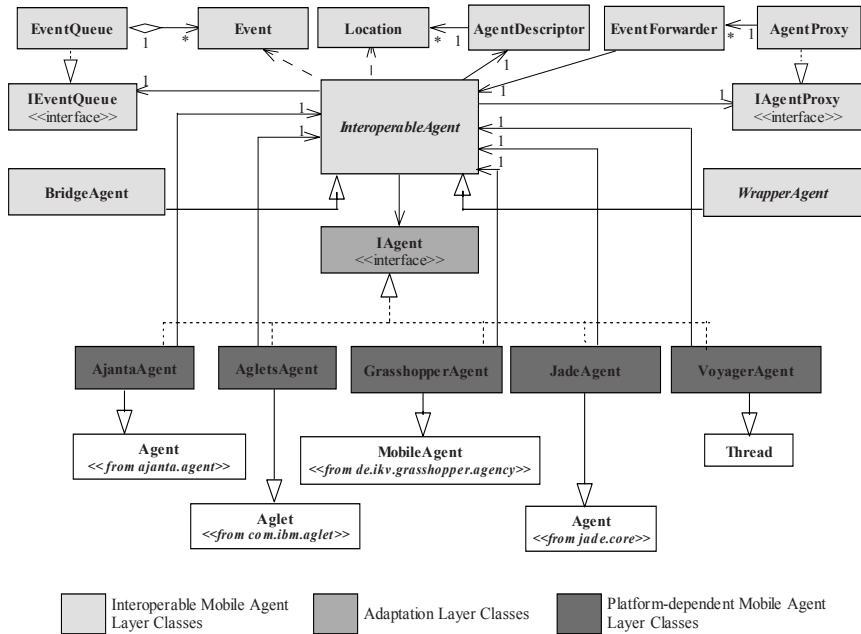 EventQueue
Event
Location
AgentDescriptor
EventForwarder
AgentProxy
1
*
*
1
*
1
IEventQueue
<<interface>>
1
1
1
1
IAgentProxy
<<interface>>
InteroperableAgent
1
1
1
1
1
BridgeAgent
WrapperAgent
IAgent
<<interface>>
AjantaAgent
AgletsAgent
GrasshopperAgent
JadeAgent
VoyagerAgent
Agent
<<from ajanta.agent>>
MobileAgent
<<from de.ikv.grasshopper.agency>>
Thread
Aglet
<<from com.ibm.aglet>>
Agent
<<from jade.core>>
Interoperable Mobile Agent
Layer Classes
Adaptation Layer Classes
Platform-dependent Mobile Agent
Layer Classes